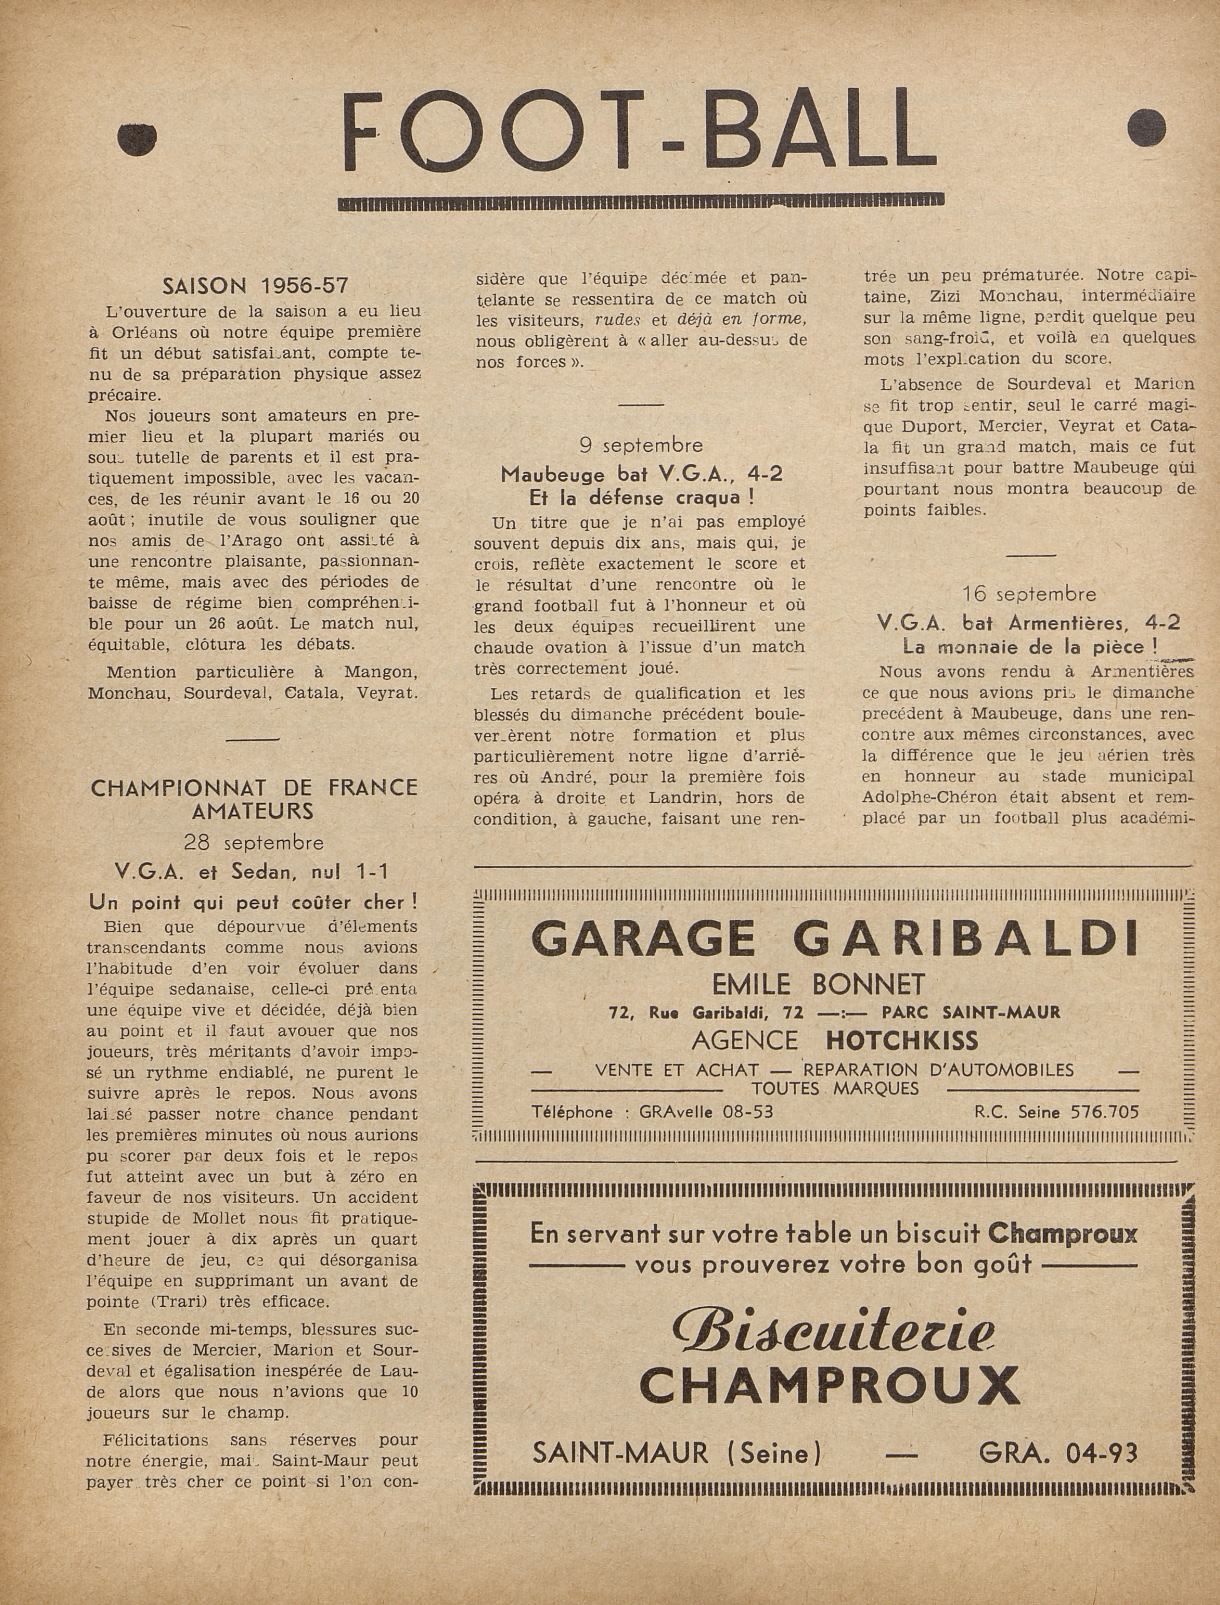 FOOT-BALL
SAISON 1956-57
L'ouverture de la saison a eu lieu
à Orléans où notre équipe première
fit un début satisfaisant, compte te-
nu de sa préparation physique assez
précaire.
Nos joueurs sont amateurs en pre-
mier lieu et la plupart mariés ou
sous tutelle de parents et il est pra-
tiquement impossible, avec les vacan-
ces, de les réunir avant le 16 ou 20
août ; inutile de vous souligner que
nos amis de l'Arago ont assisté à
une rencontre plaisante, passionnan-
te même, mais avec des périodes de
baisse de régime bien compréhensi-
ble pour un 26 août. Le match nul,
équitable, clôtura les débats.
Mention particulière à Mangon,
Monchau, Sourdeval, Catala, Veyrat.
CHAMPIONNAT DE FRANCE
AMATEURS
28 septembre
V.G.A. et Sedan, nul 1-1
Un point qui peut coûter cher !
Bien que dépourvue d'élements
transcendants comme nous avions
l'habitude d'en voir évoluer dans
l'équipe sedanaise, celle-ci présenta
une équipe vive et décidée, déjà bien
au point et il faut avouer que nos
joueurs, très méritants d'avoir impo-
sé un rythme endiablé, ne purent le
suivre après le repos. Nous avons
laissé passer notre chance pendant
les premières minutes où nous aurions
pu scorer par deux fois et le repos
fut atteint avec un but à zéro en
faveur de nos visiteurs. Un accident
stupide de Mollet nous fit pratique-
ment jouer à dix après un quart
d'heure de jeu, ce qui désorganisa
l'équipe en supprimant un avant de
pointe (Trari) très efficace.
En seconde mi-temps, blessures suc-
cessives de Mercier, Marion et Sour-
deval et égalisation inespérée de Lau-
de alors que nous n'avions que 10
joueurs sur le champ.
Félicitations sans réserves pour
notre énergie, mais Saint-Maur peut
payer très cher ce point si l'on con-
sidère que l'équipe décimée et pan-
telante se ressentira de ce match où
les visiteurs, rudes et déjà en forme,
nous obligèrent à « aller au-dessus de
nos forces ».
9 septembre
Maubeuge bat V.G.A., 4-2
Et la défense craqua !
Un titre que je n'ai pas employé
souvent depuis dix ans, mais qui, je
crois, reflète exactement le score et
le résultat d'une rencontre où le
grand football fut à l'honneur et où
les deux équipes recueillirent une
chaude ovation à l'issue d'un match
très correctement joué.
Les retards de qualification et les
blessés du dimanche précédent boule-
versèrent notre formation et plus
particulièrement notre ligne d'arriè-
res où André, pour la première fois
opéra à droite et Landrin, hors de
condition, à gauche, faisant une ren-
trée un peu prématurée. Notre capi-
taine, Zizi Monchau, intermédiaire
sur la même ligne, perdit quelque peu
son sang-froid, et voilà en quelques
mots l'explication du score.
L'absence de Sourdeval et Marion
se fit trop sentir, seul le carré magi-
que Duport, Mercier, Veyrat et Cata-
la fit un grand match, mais ce fut
insuffisant pour battre Maubeuge qui
pourtant nous montra beaucoup de
points faibles.
16 septembre
V.G.A. bat Armentières, 4-2
La monnaie de la pièce !
Nous avons rendu à Armentières
ce que nous avions pris le dimanche
precédent à Maubeuge, dans une ren-
contre aux mêmes circonstances, avec
la différence que le jeu aérien très
en honneur au stade municipal
Adolphe-Chéron était absent et rem-
placé par un football plus académi-
GARAGE GARIBALDI
EMILE BONNET
72, Rue Garibaldi, 72 —:— PARC SAINT-MAUR
AGENCE HOTCHKISS
— VENTE ET ACHAT — REPARATION D'AUTOMOBILES —
TOUTES MARQUES
Téléphone : GRAvelle 08-53 R.C. Seine 576.705
En servant sur votre table un biscuit Champroux
vous prouverez votre bon goût
Biscuiterie
CHAMPROUX
SAINT-MAUR (Seine) — GRA. 04-93